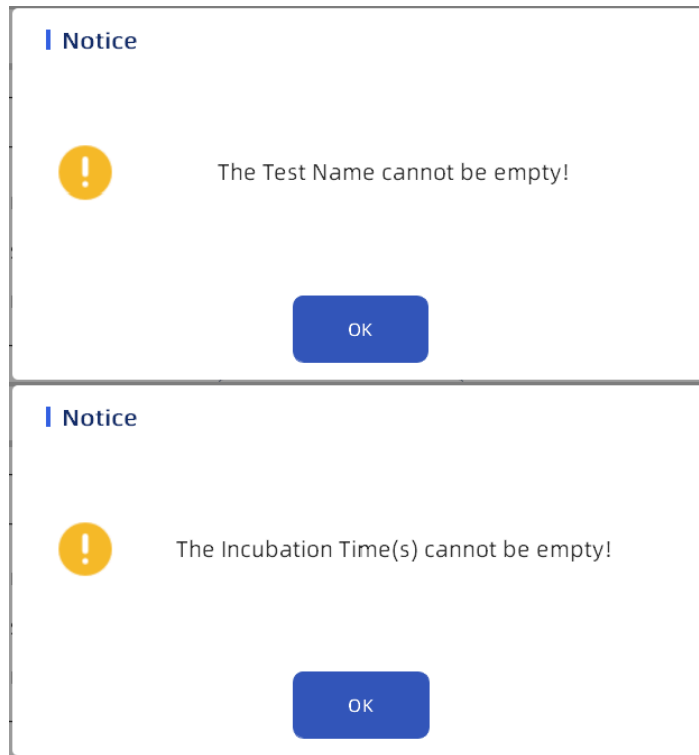 Notice
The Test Name cannot be empty!
OK
Notice
The Incubation Time(s) cannot be empty!
OK